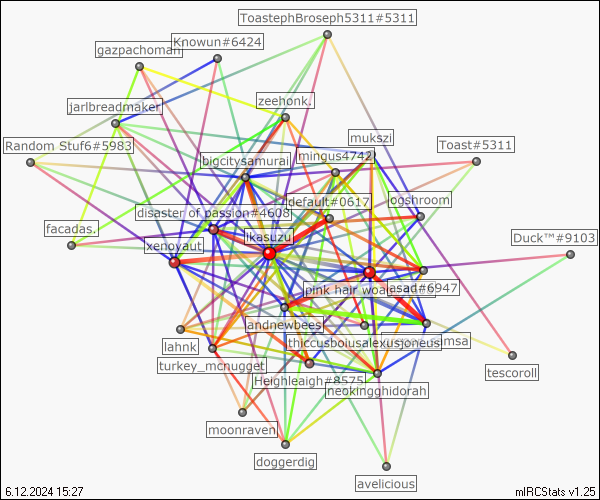 ToastephBroseph5311#5311
Knowun#6424
gazpachoman
zeehonk.
jarlbreadmaker
mukszi
Random Stuf6#5983
Toast#5311
bigcitysamurai
mingus4742
default#0617
ogshroom
disaster of passion#4608
facadas.
ikasuzu
Duck™#9103
xenoyaut
pink hair woa
asad#6947
andnewbees
thiccusboiusalexusjoneus
msa
lahnk
turkey_mcnugget
tescoroll
Heighleaigh#8575
neokingghidorah
moonraven.
doggerdig
avelicious
6.12.2024 15:27
mIRCStats v1.25